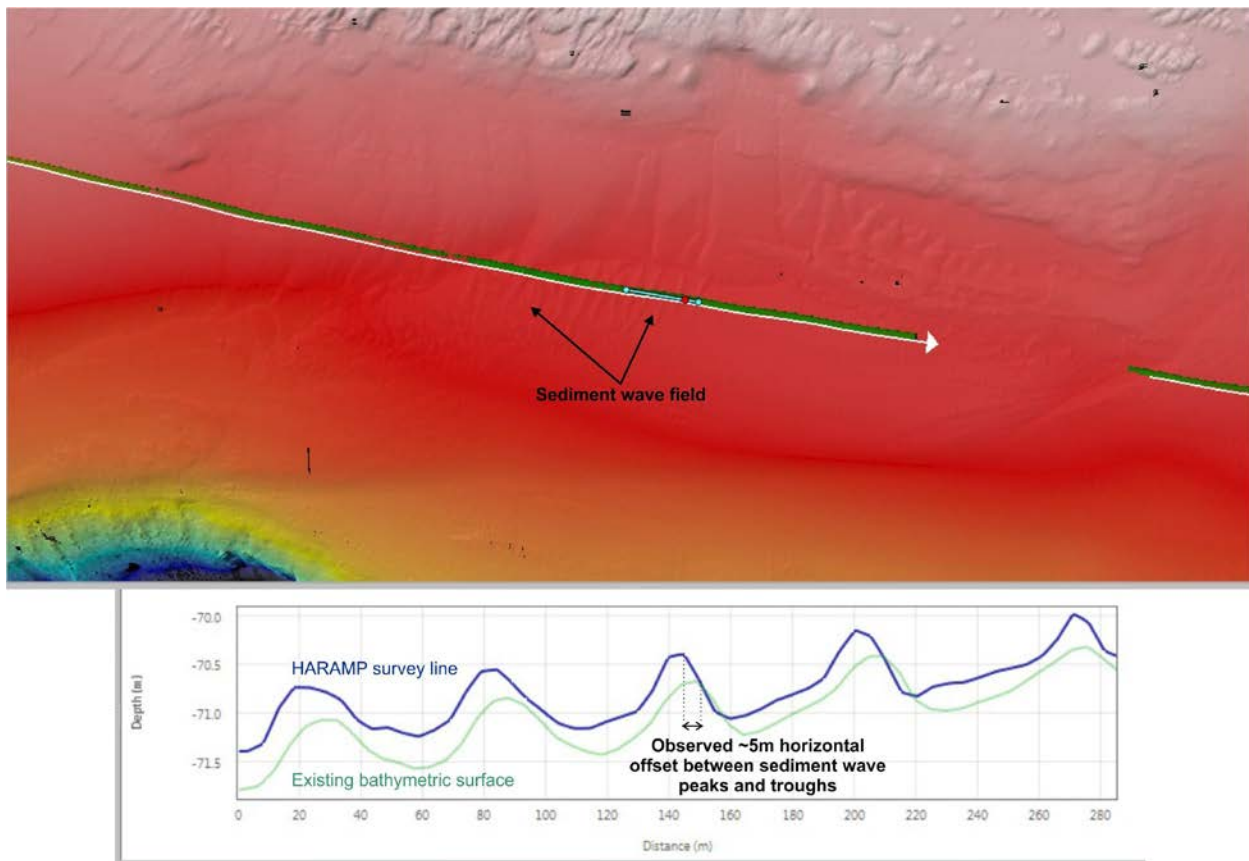 Sediment wave field
-70.0
-70.5
-71.0
-71.5
Depth (m)
HARAMP survey line
Existing bathymetric surface
Observed ~5m horizontal
offset between sediment wave
peaks and troughs
0 20 40 60 80 100 120 140 160 180 200 220 240 260 280
Distance (m)